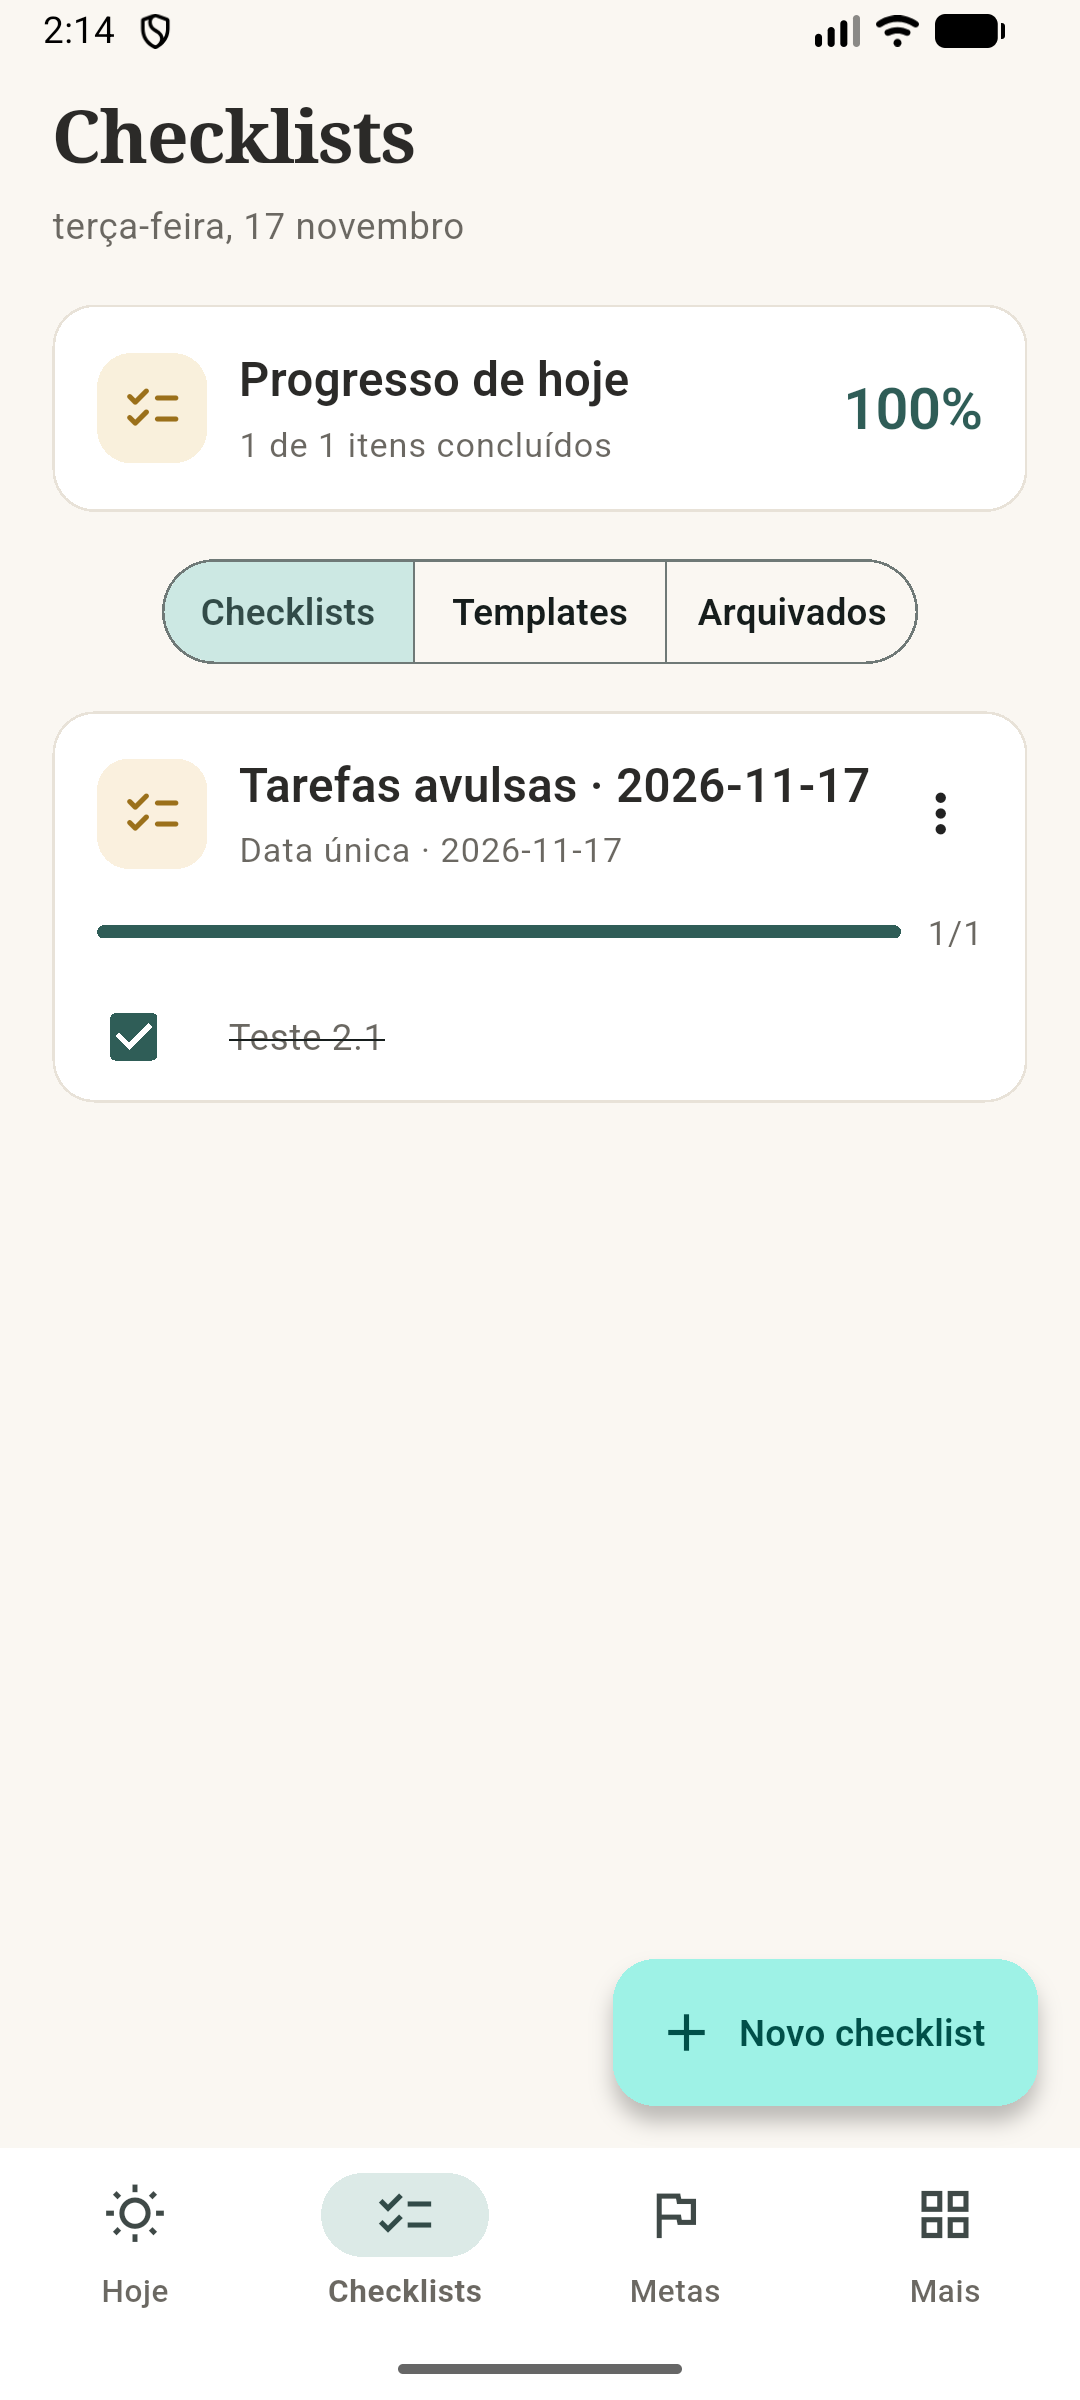 2:14
Checklists
terça-feira, 17 novembro
Progresso de hoje
1 de 1 itens concluídos
100%
Checklists
Templates
Arquivados
Tarefas avulsas · 2026-11-17
Data única · 2026-11-17
1/1
Teste 2.1
Novo checklist
Hoje
Checklists
Metas
Mais